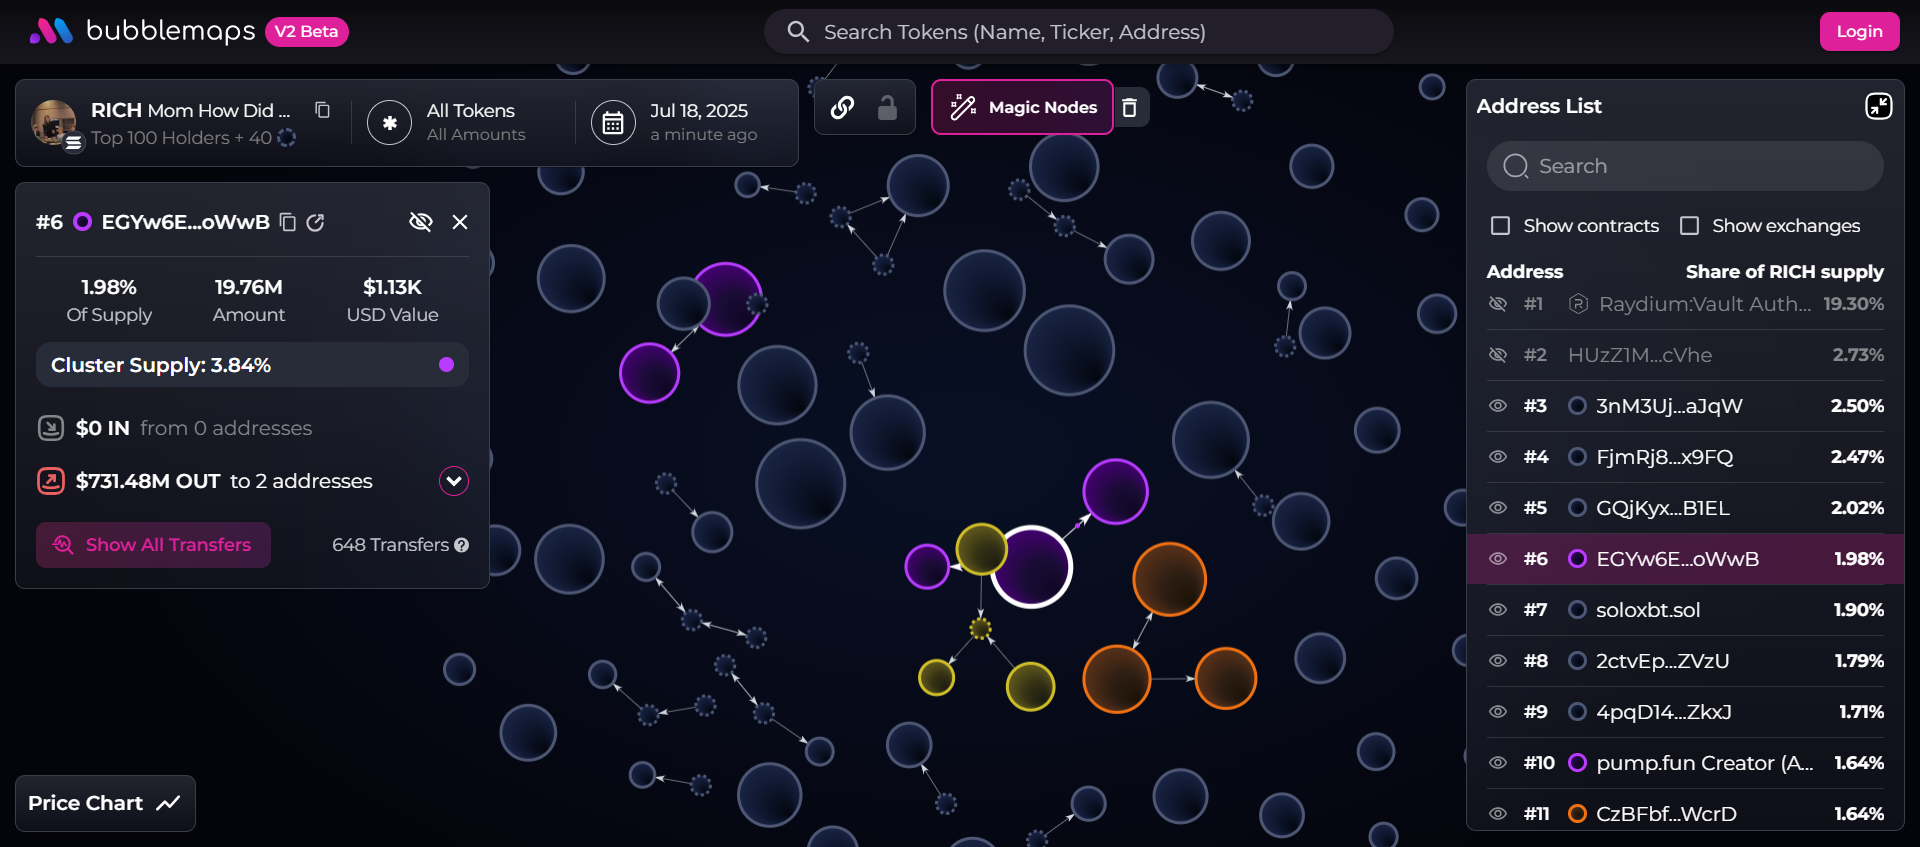 bubblemaps V2 Beta
Search Tokens (Name, Ticker, Address)
Login
RICH Mom How Did ...
Top 100 Holders + 40
All Tokens
All Amounts
Jul 18, 2025
a minute ago
Magic Nodes
#6 EGYw6E...oWwB
1.98% 19.76M $1.13K
Of Supply Amount USD Value
Cluster Supply: 3.84%
$0 IN from 0 addresses
$731.48M OUT to 2 addresses
Show All Transfers 648 Transfers ?
Price Chart
Address List
Search
Show contracts Show exchanges
Address Share of RICH supply
#1 Raydium:Vault Auth... 19.30%
#2 HUzZ1M...cVhe 2.73%
#3 3nM3Uj...aJqW 2.50%
#4 FjmRj8...x9FQ 2.47%
#5 GQjKyx...B1EL 2.02%
#6 EGYw6E...oWwB 1.98%
#7 soloxbt.sol 1.90%
#8 2ctvEp...ZVzU 1.79%
#9 4pqD14...ZkxJ 1.71%
#10 pump.fun Creator (A... 1.64%
#11 CzBFbf...WcrD 1.64%